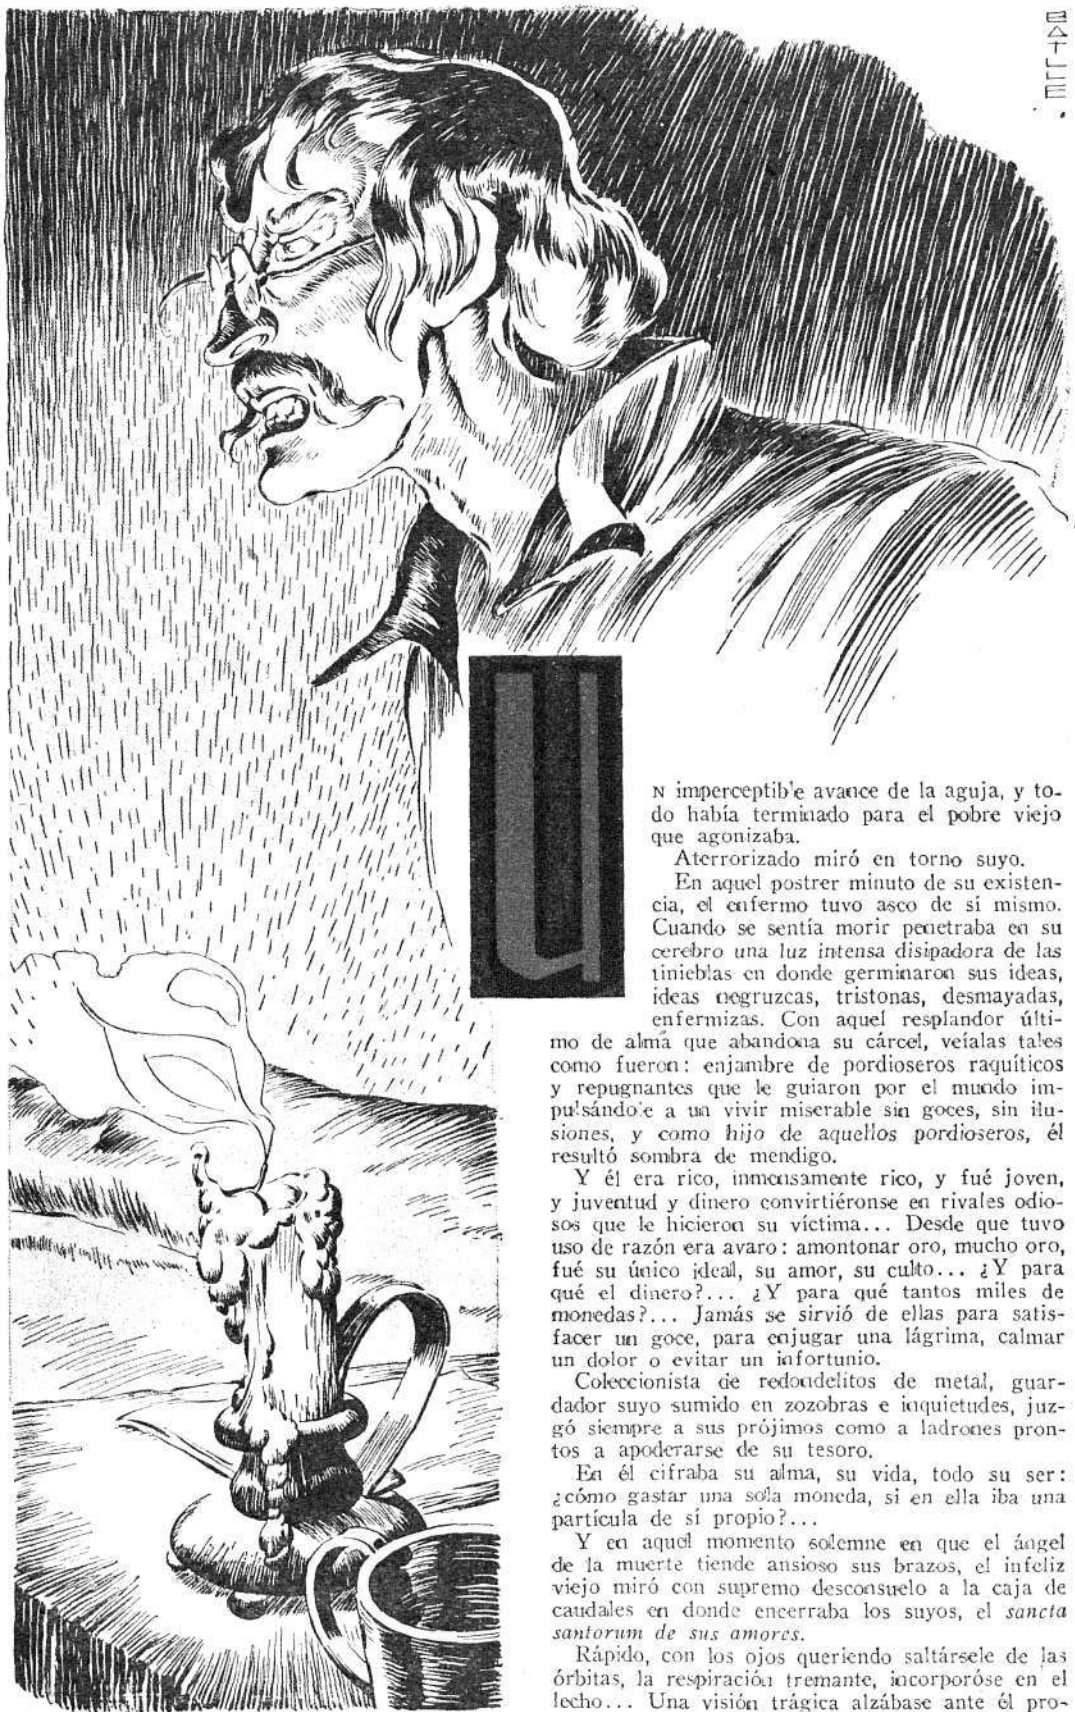 BATLLE.
UN imperceptib'e avance de la aguja, y to-
do había terminado para el pobre viejo
que agonizaba.
Aterrorizado miró en torno suyo.
En aquel postrer minuto de su existen-
cia, el enfermo tuvo asco de sí mismo.
Cuando se sentía morir penetraba en su
cerebro una luz intensa disipadora de las
tinieblas en donde germinaron sus ideas,
ideas negruzcas, tristonas, desmayadas,
enfermizas. Con aquel resplandor últi-
mo de alma que abandona su cárcel, veíalas tales
como fueron: enjambre de pordioseros raquíticos
y repugnantes que le guiaron por el mundo im-
pulsándole a un vivir miserable sin goces, sin ilu-
siones, y como hijo de aquellos pordioseros, él
resultó sombra de mendigo.
Y él era rico, inmensamente rico, y fué joven,
y juventud y dinero convirtiéronse en rivales odio-
sos que le hicieron su víctima... Desde que tuvo
uso de razón era avaro: amontonar oro, mucho oro,
fué su único ideal, su amor, su culto... ¿Y para
qué el dinero?... ¿Y para qué tantos miles de
monedas?... Jamás se sirvió de ellas para satis-
facer un goce, para enjugar una lágrima, calmar
un dolor o evitar un infortunio.
Coleccionista de redondelitos de metal, guar-
dador suyo sumido en zozobras e inquietudes, juz-
gó siempre a sus prójimos como a ladrones pron-
tos a apoderarse de su tesoro.
En él cifraba su alma, su vida, todo su ser:
¿cómo gastar una sola moneda, si en ella iba una
partícula de sí propio?...
Y en aquel momento solemne en que el ángel
de la muerte tiende ansioso sus brazos, el infeliz
viejo miró con supremo desconsuelo a la caja de
caudales en donde encerraba los suyos, el sancta
santorum de sus amores.
Rápido, con los ojos queriendo saltársele de las
órbitas, la respiración tremante, incorporóse en el
lecho... Una visión trágica alzábase ante él pro-